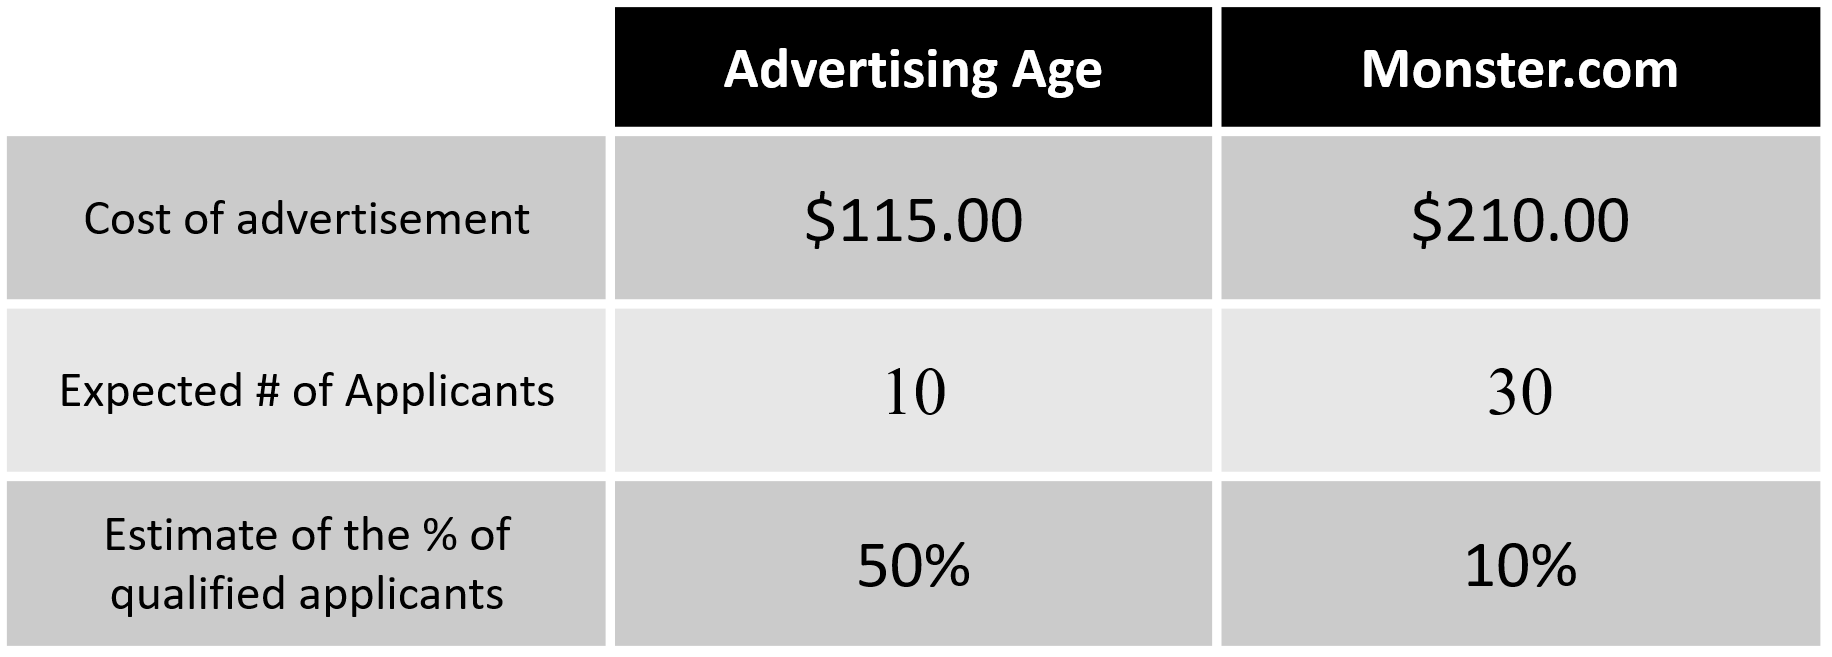 Advertising Age
Monster.com
Cost of advertisement
$115.00
$210.00
Expected # of Applicants
10
30
Estimate of the % of
qualified applicants
50%
10%